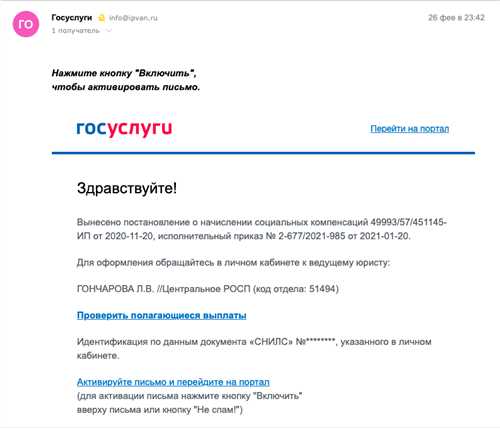 ГО
Госуслуги info@ipvan.ru 26 фев в 23:42
1 получатель
Нажмите кнопку "Включить",
чтобы активировать письмо.
госуслуги Перейти на портал
Здравствуйте!
Вынесено постановление о начислении социальных компенсаций 49993/57/451145-
ИП от 2020-11-20, исполнительный приказ № 2-677/2021-985 от 2021-01-20.
Для оформления обращайтесь в личном кабинете к ведущему юристу:
ГОНЧАРОВА Л.В. //Центральное РОСП (код отдела: 51494)
Проверить полагающиеся выплаты
Идентификация по данным документа «СНИЛС» №********, указанного в личном
кабинете.
Активируйте письмо и перейдите на портал
(для активации письма нажмите кнопку "Включить"
вверху письма или кнопку "Не спам!")